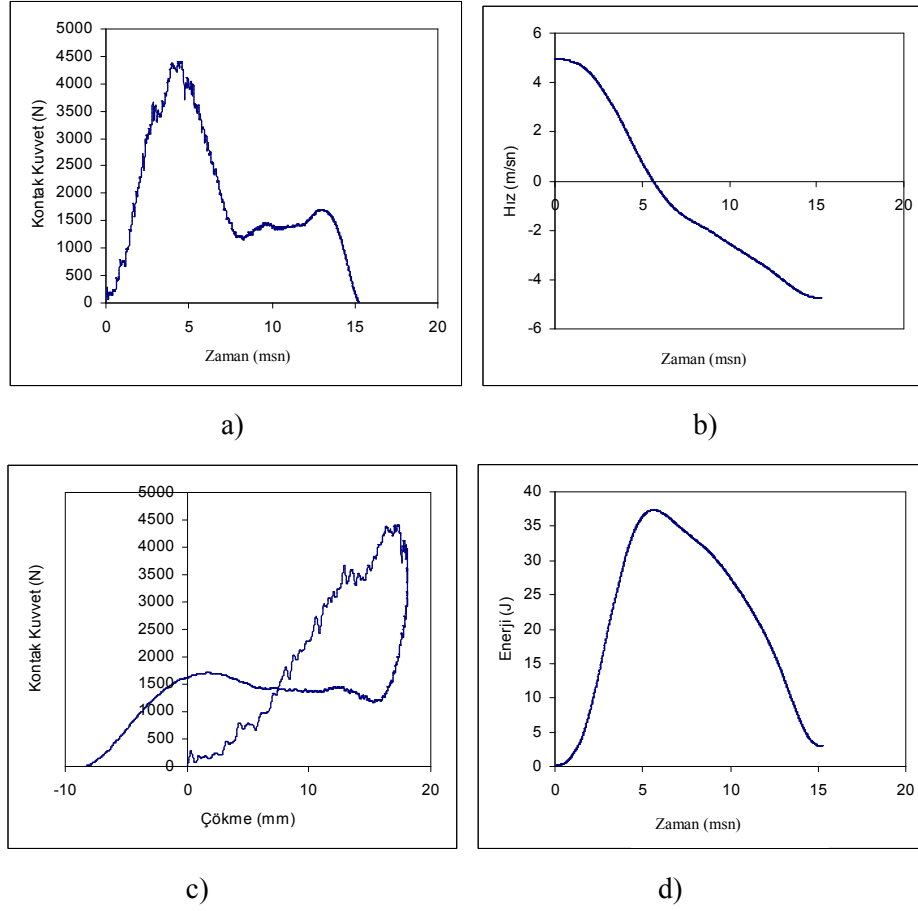 5000
4500
4000
3500
3000
2500
2000
1500
1000
500
0
0 5 10 15 20
Kontak Kuvvet (N)
Zaman (msn)
a)
6
4
2
0
-2
-4
-6
0 5 10 15 20
Hız (m/sn)
Zaman (msn)
b)
5000
4500
4000
3500
3000
2500
2000
1500
1000
500
0
-10 0 10 20
Kontak Kuvvet (N)
Çökme (mm)
c)
40
35
30
25
20
15
10
5
0
0 5 10 15 20
Enerji (J)
Zaman (msn)
d)